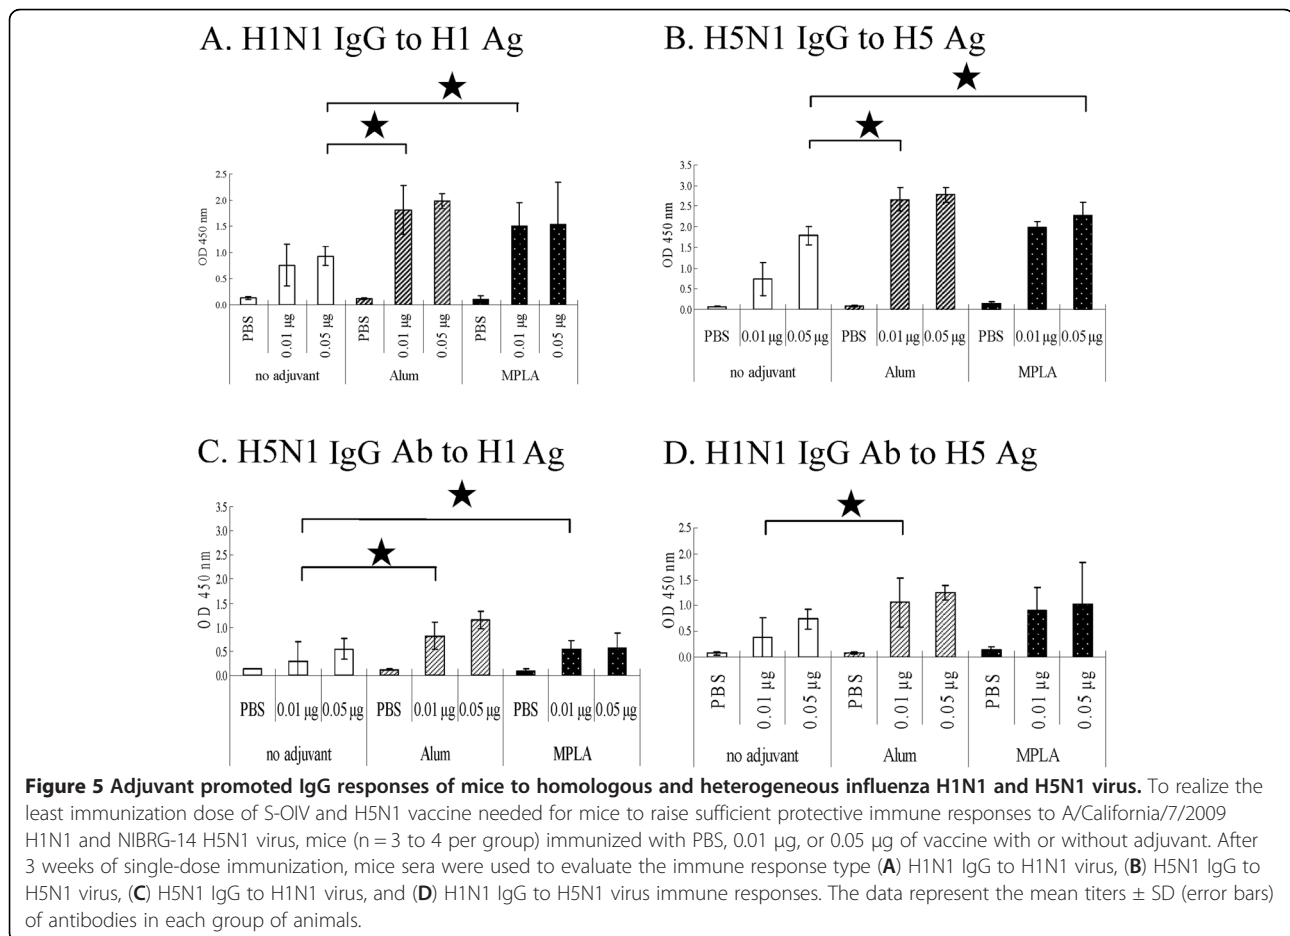 A. H1N1 IgG to H1 Ag
OD 450 nm
2.5
2.0
1.5
1.0
0.5
0.0
PBS
0.01 µg
0.05 µg
PBS
0.01 µg
0.05 µg
PBS
0.01 µg
0.05 µg
no adjuvant
Alum
MPLA
B. H5N1 IgG to H5 Ag
OD 450 nm
3.5
3.0
2.5
2.0
1.5
1.0
0.5
0.0
PBS 0.01 µg 0.05 µg PBS 0.01 µg 0.05 µg PBS 0.01 µg 0.05 µg
no adjuvant Alum MPLA
C. H5N1 IgG Ab to H1 Ag
OD 450 nm
3.5
3.0
2.5
2.0
1.5
1.0
0.5
0.0
PBS 0.01 µg 0.05 µg PBS 0.01 µg 0.05 µg PBS 0.01 µg 0.05 µg
no adjuvant Alum MPLA
D. H1N1 IgG Ab to H5 Ag
OD 450 nm
2.5
2.0
1.5
1.0
0.5
0.0
PBS
0.01 µg
0.05 µg
PBS
0.01 µg
0.05 µg
PBS
0.01 µg
0.05 µg
no adjuvant Alum MPLA
Figure 5 Adjuvant promoted IgG responses of mice to homologous and heterogeneous influenza H1N1 and H5N1 virus. To realize the
least immunization dose of S-OIV and H5N1 vaccine needed for mice to raise sufficient protective immune responses to A/California/7/2009
H1N1 and NIBRG-14 H5N1 virus, mice (n = 3 to 4 per group) immunized with PBS, 0.01 µg, or 0.05 µg of vaccine with or without adjuvant. After
3 weeks of single-dose immunization, mice sera were used to evaluate the immune response type (A) H1N1 IgG to H1N1 virus, (B) H5N1 IgG to
H5N1 virus, (C) H5N1 IgG to H1N1 virus, and (D) H1N1 IgG to H5N1 virus immune responses. The data represent the mean titers ± SD (error bars)
of antibodies in each group of animals.